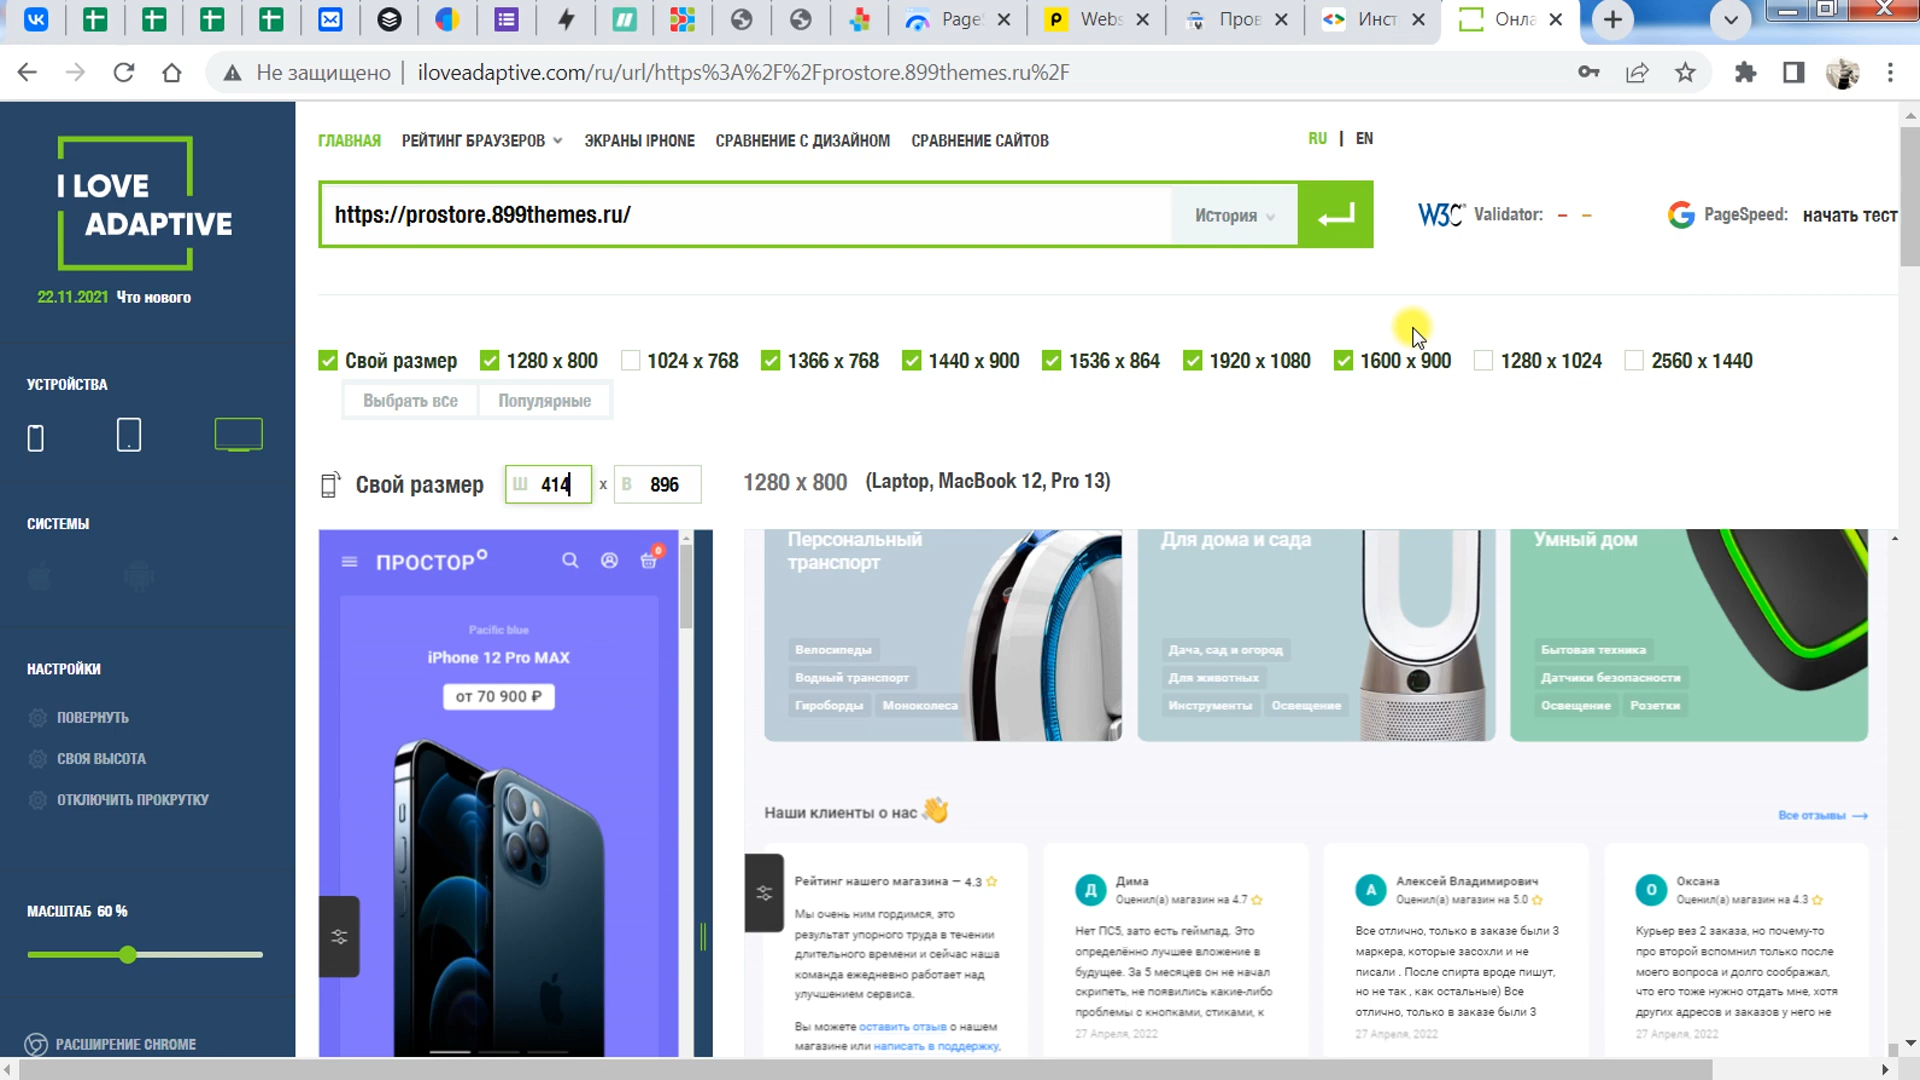 Page
Webs
Пров
Инст
Онла
Не защищено
iloveadaptive.com/ru/url/https%3A%2F%2Fprostore.899themes.ru%2F
I LOVE
ADAPTIVE
22.11.2021 Что нового
ГЛАВНАЯ РЕЙТИНГ БРАУЗЕРОВ ЭКРАНЫ IPHONE СРАВНЕНИЕ С ДИЗАЙНОМ СРАВНЕНИЕ САЙТОВ
RU | EN
https://prostore.899themes.ru/
История
W3C Validator: - -
G PageSpeed: начать тест
Свой размер 1280 x 800 1024 x 768 1366 x 768 1440 x 900 1536 x 864 1920 x 1080 1600 x 900 1280 x 1024 2560 x 1440
Выбрать все Популярные
УСТРОЙСТВА
СИСТЕМЫ
НАСТРОЙКИ
ПОВЕРНУТЬ
СВОЯ ВЫСОТА
ОТКЛЮЧИТЬ ПРОКРУТКУ
МАСШТАБ 60 %
РАСШИРЕНИЕ CHROME
Свой размер Ш 414 x В 896
1280 x 800 (Laptop, MacBook 12, Pro 13)
ПРОСТОР
0
Pacific blue
iPhone 12 Pro MAX
от 70 900 ₽
Персональный
транспорт
Велосипеды
Водный транспорт
Гироборды Моноколеса
Для дома и сада
Дача, сад и огород
Для животных
Инструменты Освещение
Умный дом
Бытовая техника
Датчики безопасности
Освещение Розетки
Наши клиенты о нас
Все отзывы →
Рейтинг нашего магазина — 4.3
Мы очень ним гордимся, это
результат упорного труда в течении
длительного времени и сейчас наша
команда ежедневно работает над
улучшением сервиса.
Вы можете оставить отзыв о нашем
магазине или написать в поддержку,
Д
Дима
Оценил(а) магазин на 4.7
Нет ПС5, зато есть геймпад. Это
определённо лучшее вложение в
будущее. За 5 месяцев он не начал
скрипеть, не появились какие-либо
проблемы с кнопками, стиками, к
27 Апреля, 2022
А
Алексей Владимирович
Оценил(а) магазин на 5.0
Все отлично, только в заказе были 3
маркера, которые засохли и не
писали . После спирта вроде пишут,
но не так , как остальные) Все
отлично, только в заказе были 3
27 Апреля, 2022
О
Оксана
Оценил(а) магазин на 4.3
Курьер вез 2 заказа, но почему-то
про второй вспомнил только после
моего вопроса и долго соображал,
что его тоже нужно отдать мне, хотя
других адресов и заказов у него не
27 Апреля, 2022